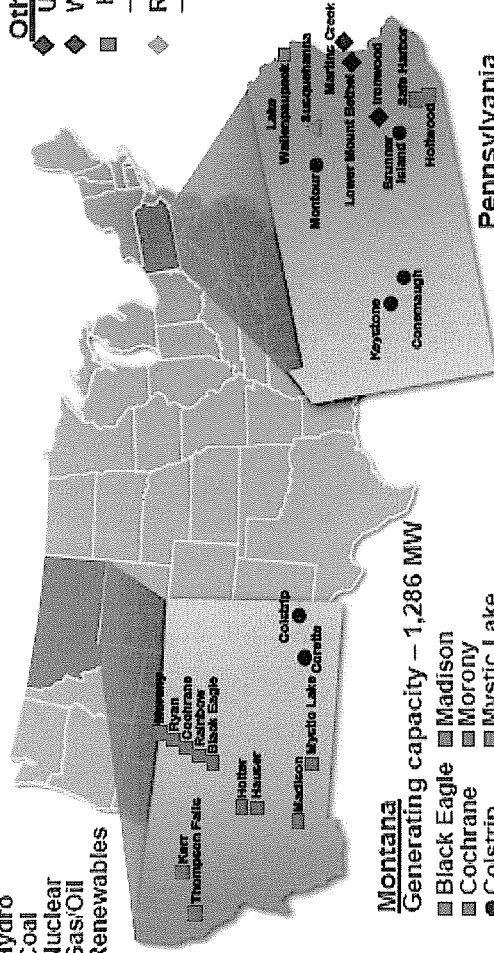 Hydro
Coal
Nuclear
Gas/Oil
Renewables
Kerr
Thompson Falls
Ryan
Cochrane
Rainbow
Black Eagle
Holter
Hauser
Madison
Mystic Lake
Colstrip
Corette
Montana
Generating capacity – 1,286 MW
Black Eagle
Madison
Cochrane
Morony
Colstrip
Mystic Lake
Lake
Wallenpaupack
Susquehanna
Martins Creek
Montour
Lower Mount Bethel
Ironwood
Brunner
Island
Safe Harbor
Holtwood
Keystone
Conemaugh
Pennsylvania